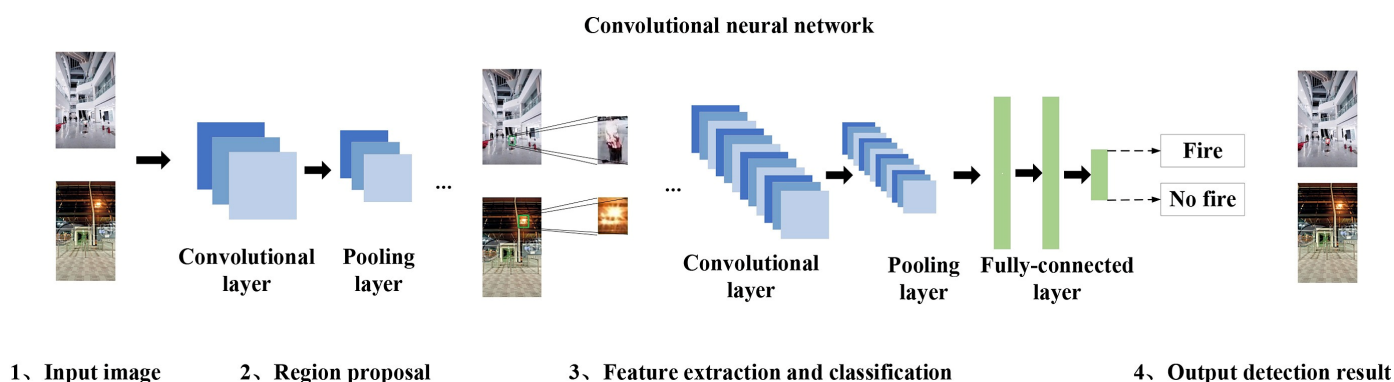 Convolutional neural network
...
...
Convolutional
layer
Pooling
layer
Convolutional
layer
Pooling
layer
Fully-connected
layer
Fire
No fire
1、Input image
2、Region proposal
3、Feature extraction and classification
4、Output detection result